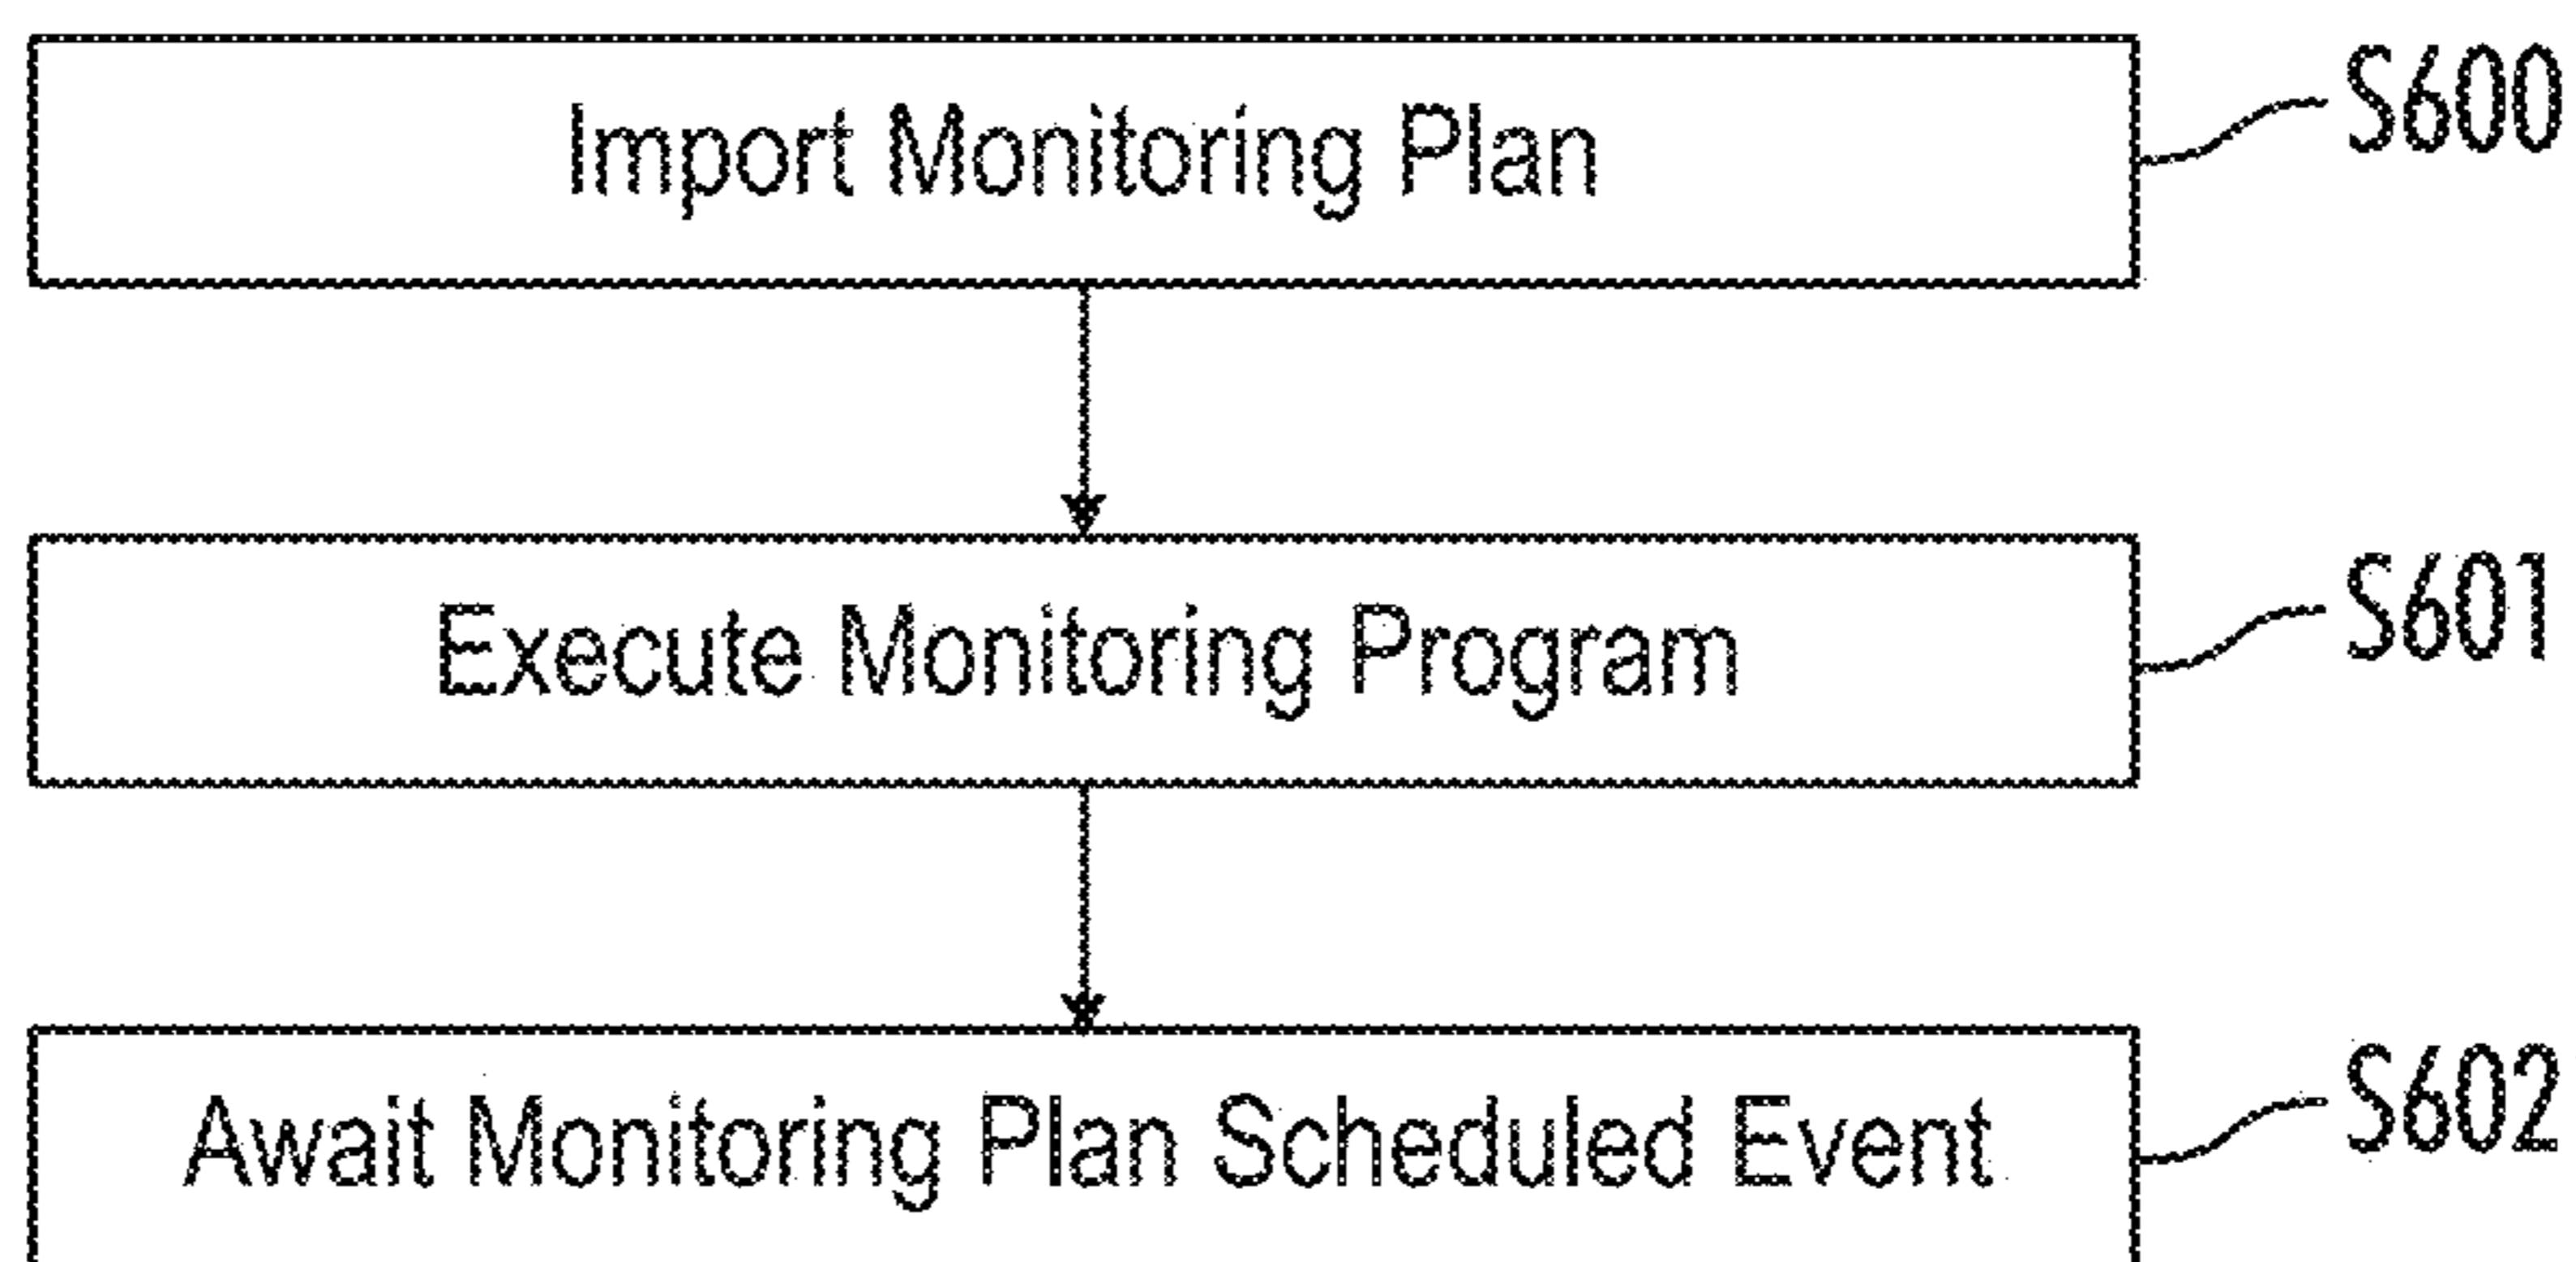 Import Monitoring Plan
S600
Execute Monitoring Program
S601
Await Monitoring Plan Scheduled Event
S602